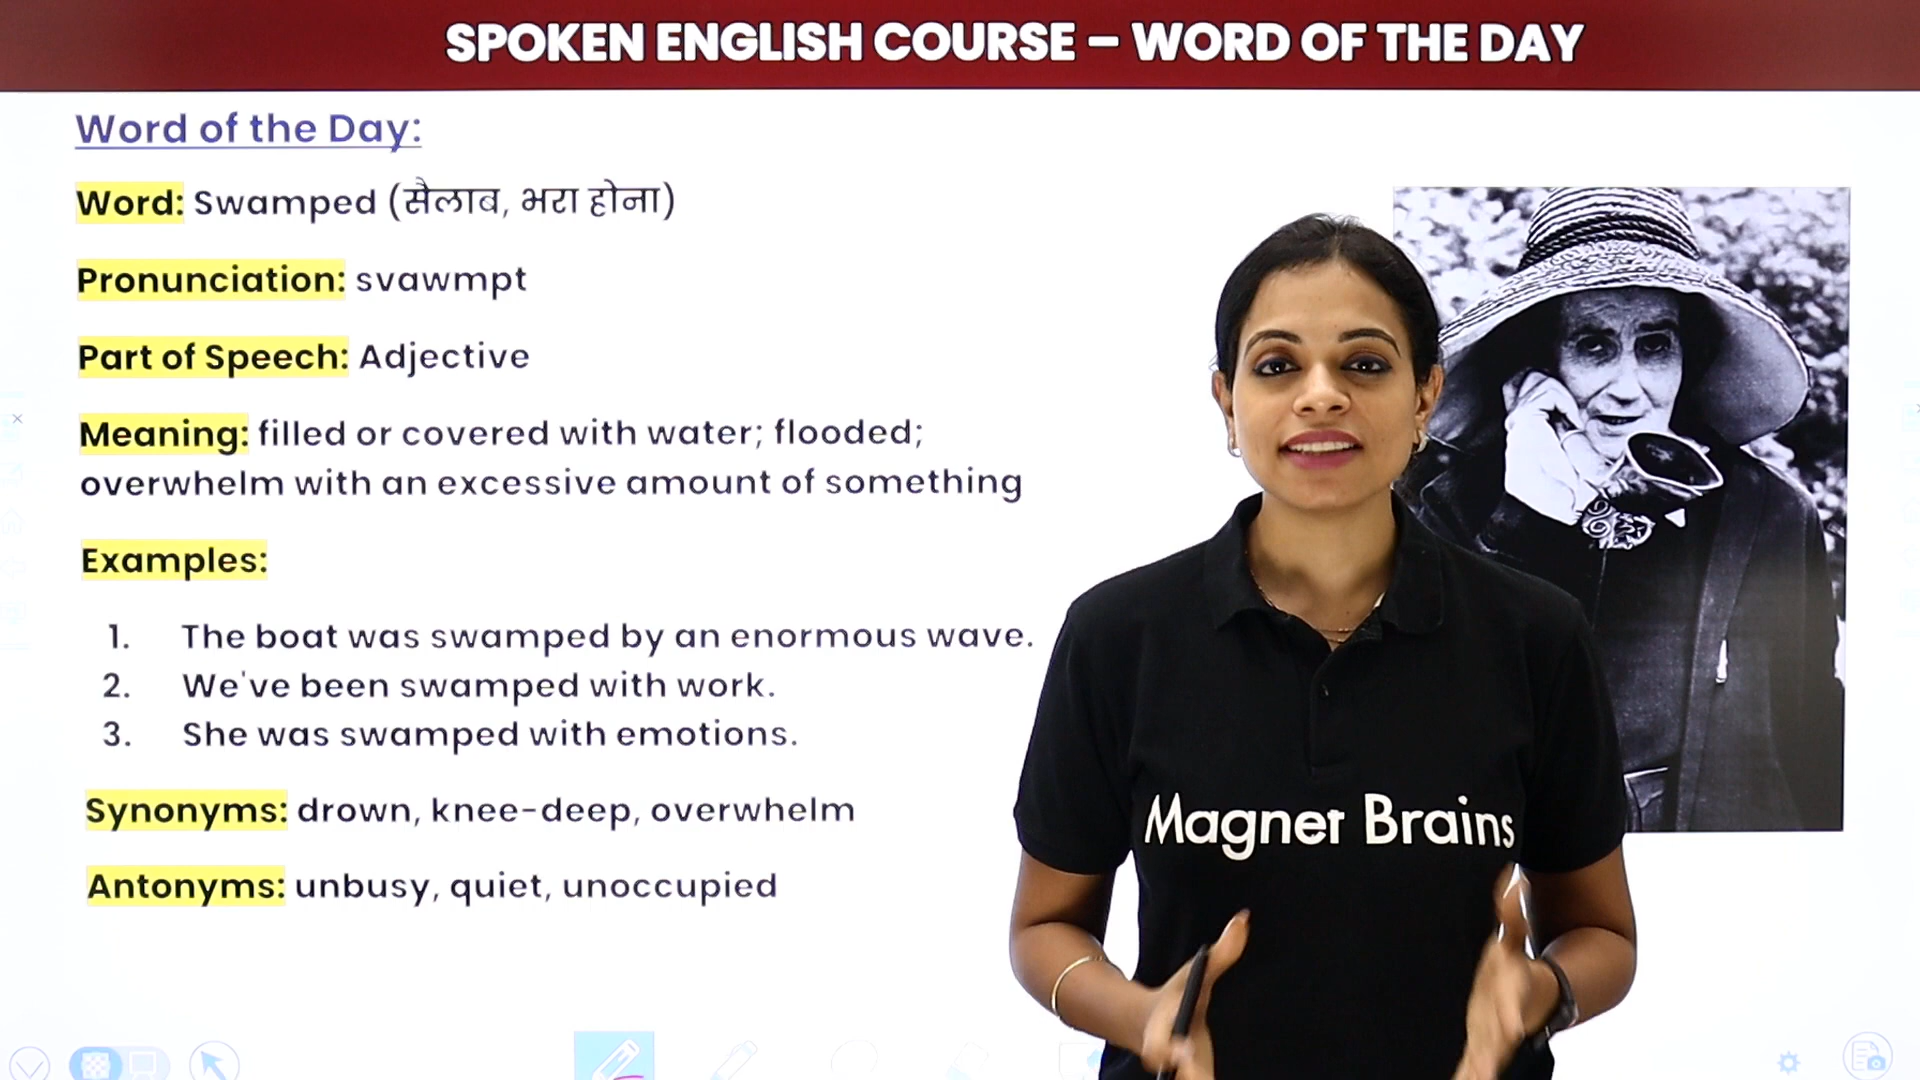 SPOKEN ENGLISH COURSE – WORD OF THE DAY
Word of the Day:
Word: Swamped (सैलाब, भरा होना)
Pronunciation: svawmpt
Part of Speech: Adjective
Meaning: filled or covered with water; flooded;
overwhelm with an excessive amount of something
Examples:
1. The boat was swamped by an enormous wave.
2. We've been swamped with work.
3. She was swamped with emotions.
Synonyms: drown, knee-deep, overwhelm
Antonyms: unbusy, quiet, unoccupied
Magnet Brains